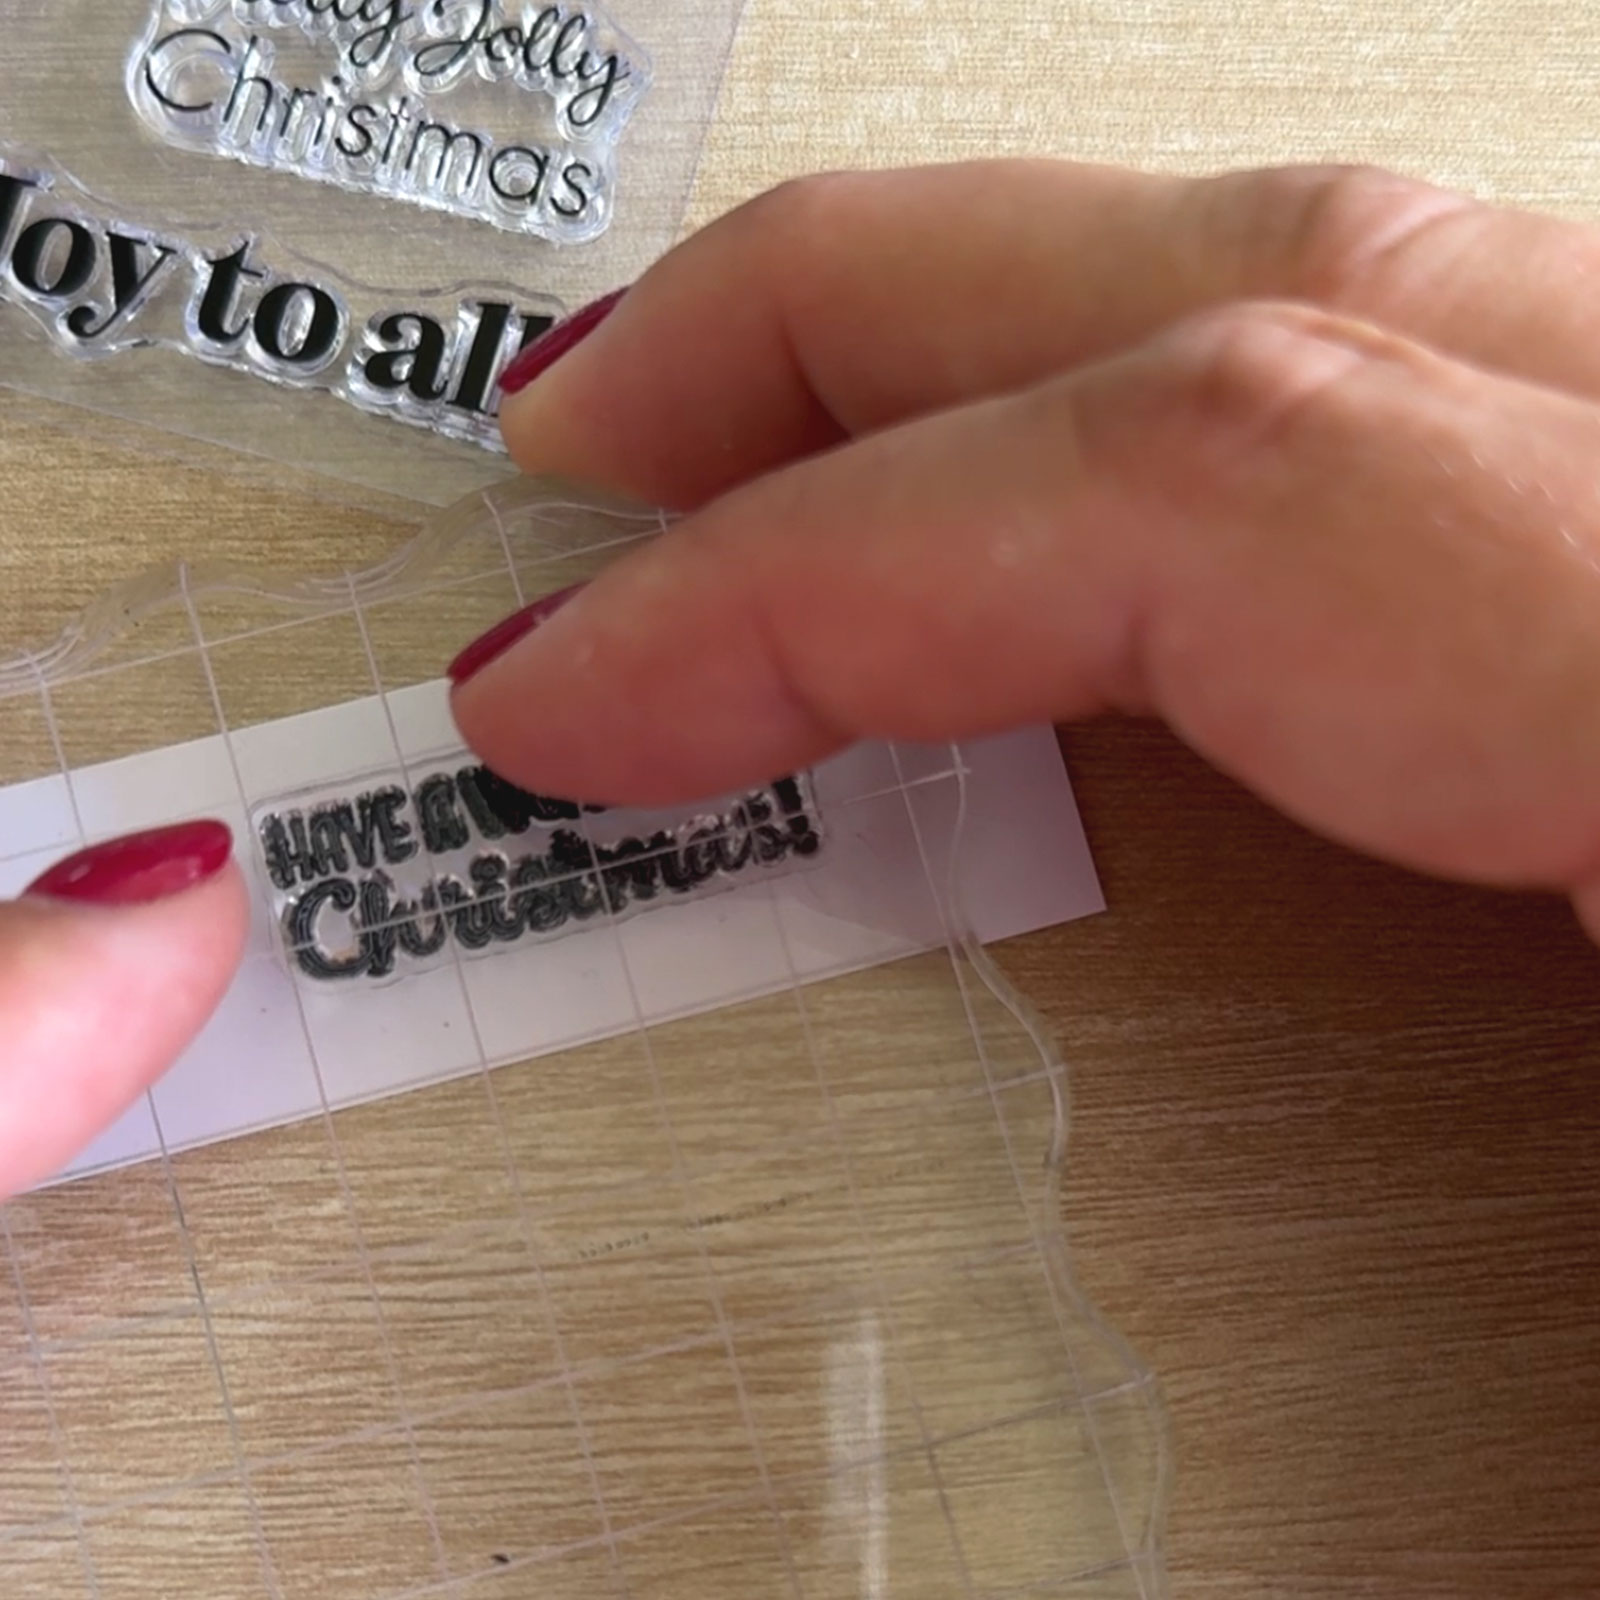 Jolly
Christmas
Joy to all
HAVE A
Christmas!